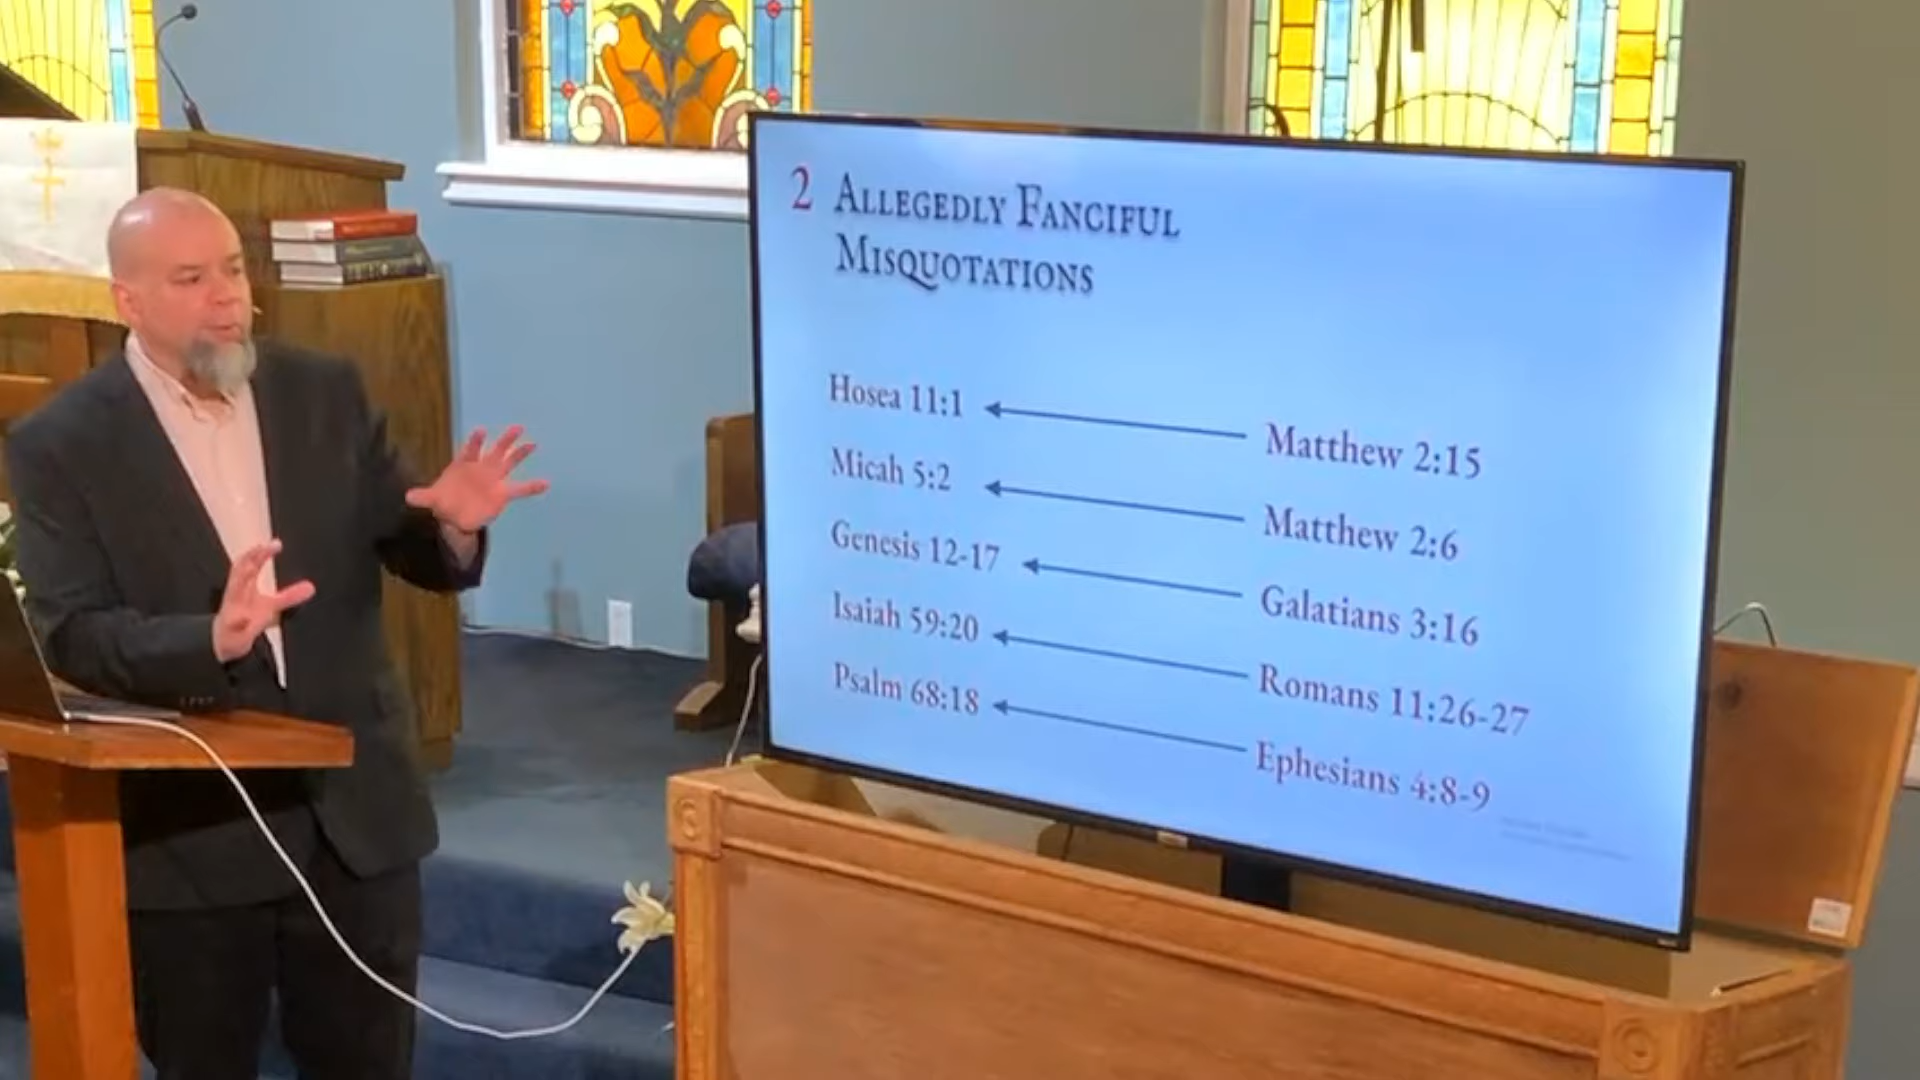 2 Allegedly Fanciful
Misquotations
Hosea 11:1
Matthew 2:15
Micah 5:2
Matthew 2:6
Genesis 12-17
Galatians 3:16
Isaiah 59:20
Romans 11:26-27
Psalm 68:18
Ephesians 4:8-9